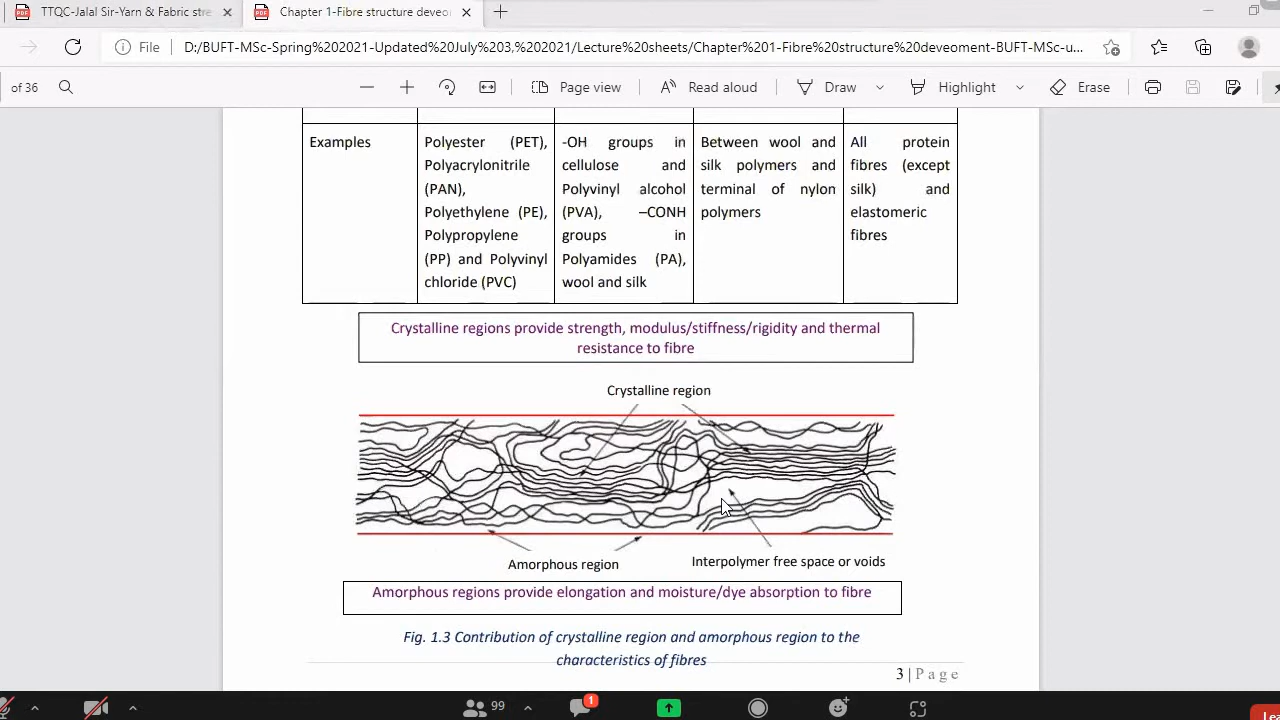 TTQC-Jalal Sir-Yarn & Fabric stre
Chapter 1-Fibre structure deveo
File
D:/BUFT-MSc-Spring%202021-Updated%20July%203,%202021/Lecture%20sheets/Chapter%201-Fibre%20structure%20deveoment-BUFT-MSc-u...
of 36
Page view
Read aloud
Draw
Highlight
Erase
Examples
Polyester (PET),
Polyacrylonitrile
(PAN),
Polyethylene (PE),
Polypropylene
(PP) and Polyvinyl
chloride (PVC)
-OH groups in
cellulose and
Polyvinyl alcohol
(PVA), –CONH
groups in
Polyamides (PA),
wool and silk
Between wool and
silk polymers and
terminal of nylon
polymers
All protein
fibres (except
silk) and
elastomeric
fibres
Crystalline regions provide strength, modulus/stiffness/rigidity and thermal
resistance to fibre
Crystalline region
Amorphous region
Interpolymer free space or voids
Amorphous regions provide elongation and moisture/dye absorption to fibre
Fig. 1.3 Contribution of crystalline region and amorphous region to the
characteristics of fibres
3 | P a g e
99
1